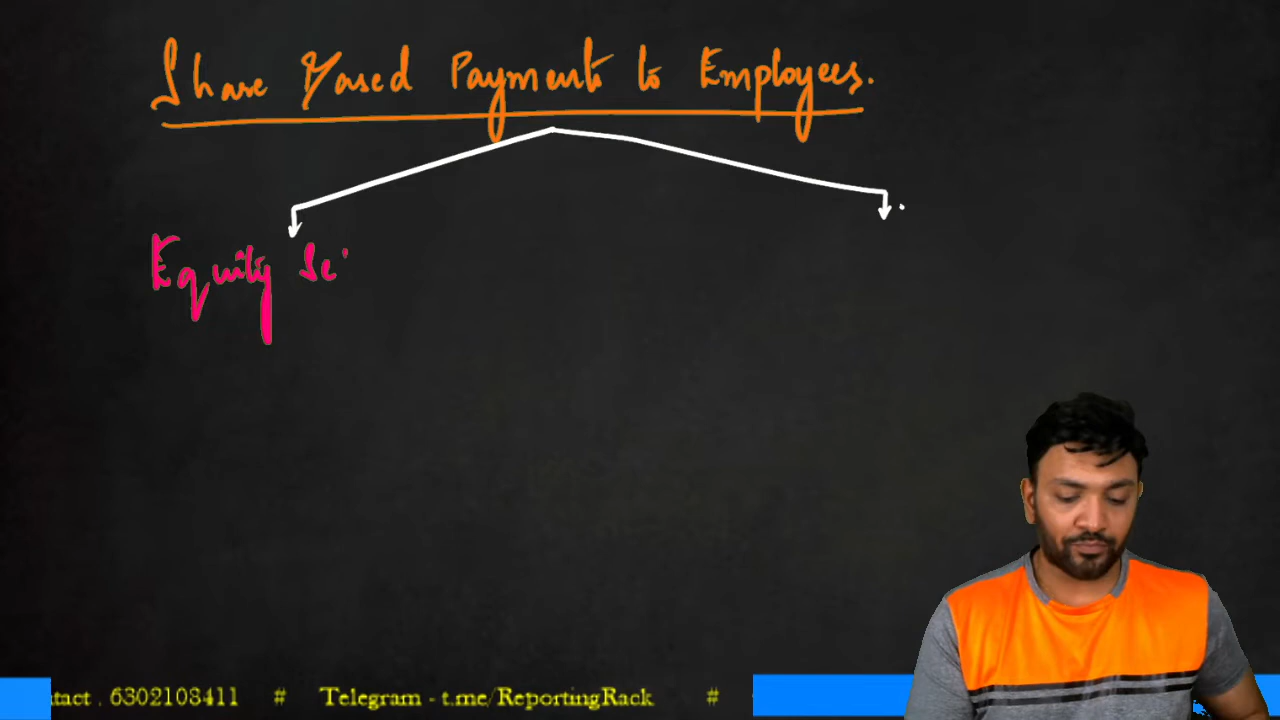 Share Based Payments to Employees.
Equity Se
ntact . 6302108411 # Telegram - t.me/ReportingRack #